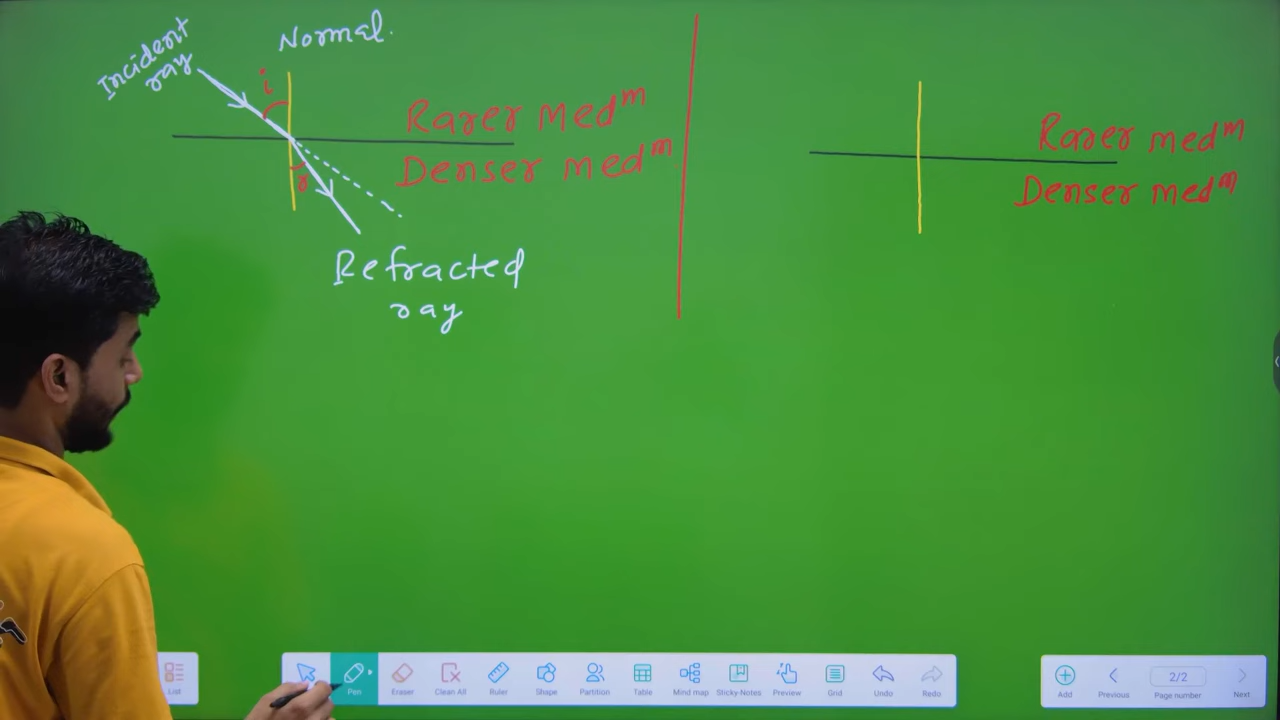 Incident
ray
Normal.
i
Rarer medᵐ
Denser medᵐ
r
Refracted
ray
Rarer medᵐ
Denser medᵐ
List
Pen
Eraser
Clean All
Ruler
Shape
Partition
Table
Mind map
Sticky-Notes
Preview
Grid
Undo
Redo
Add
Previous
2/2
Page number
Next